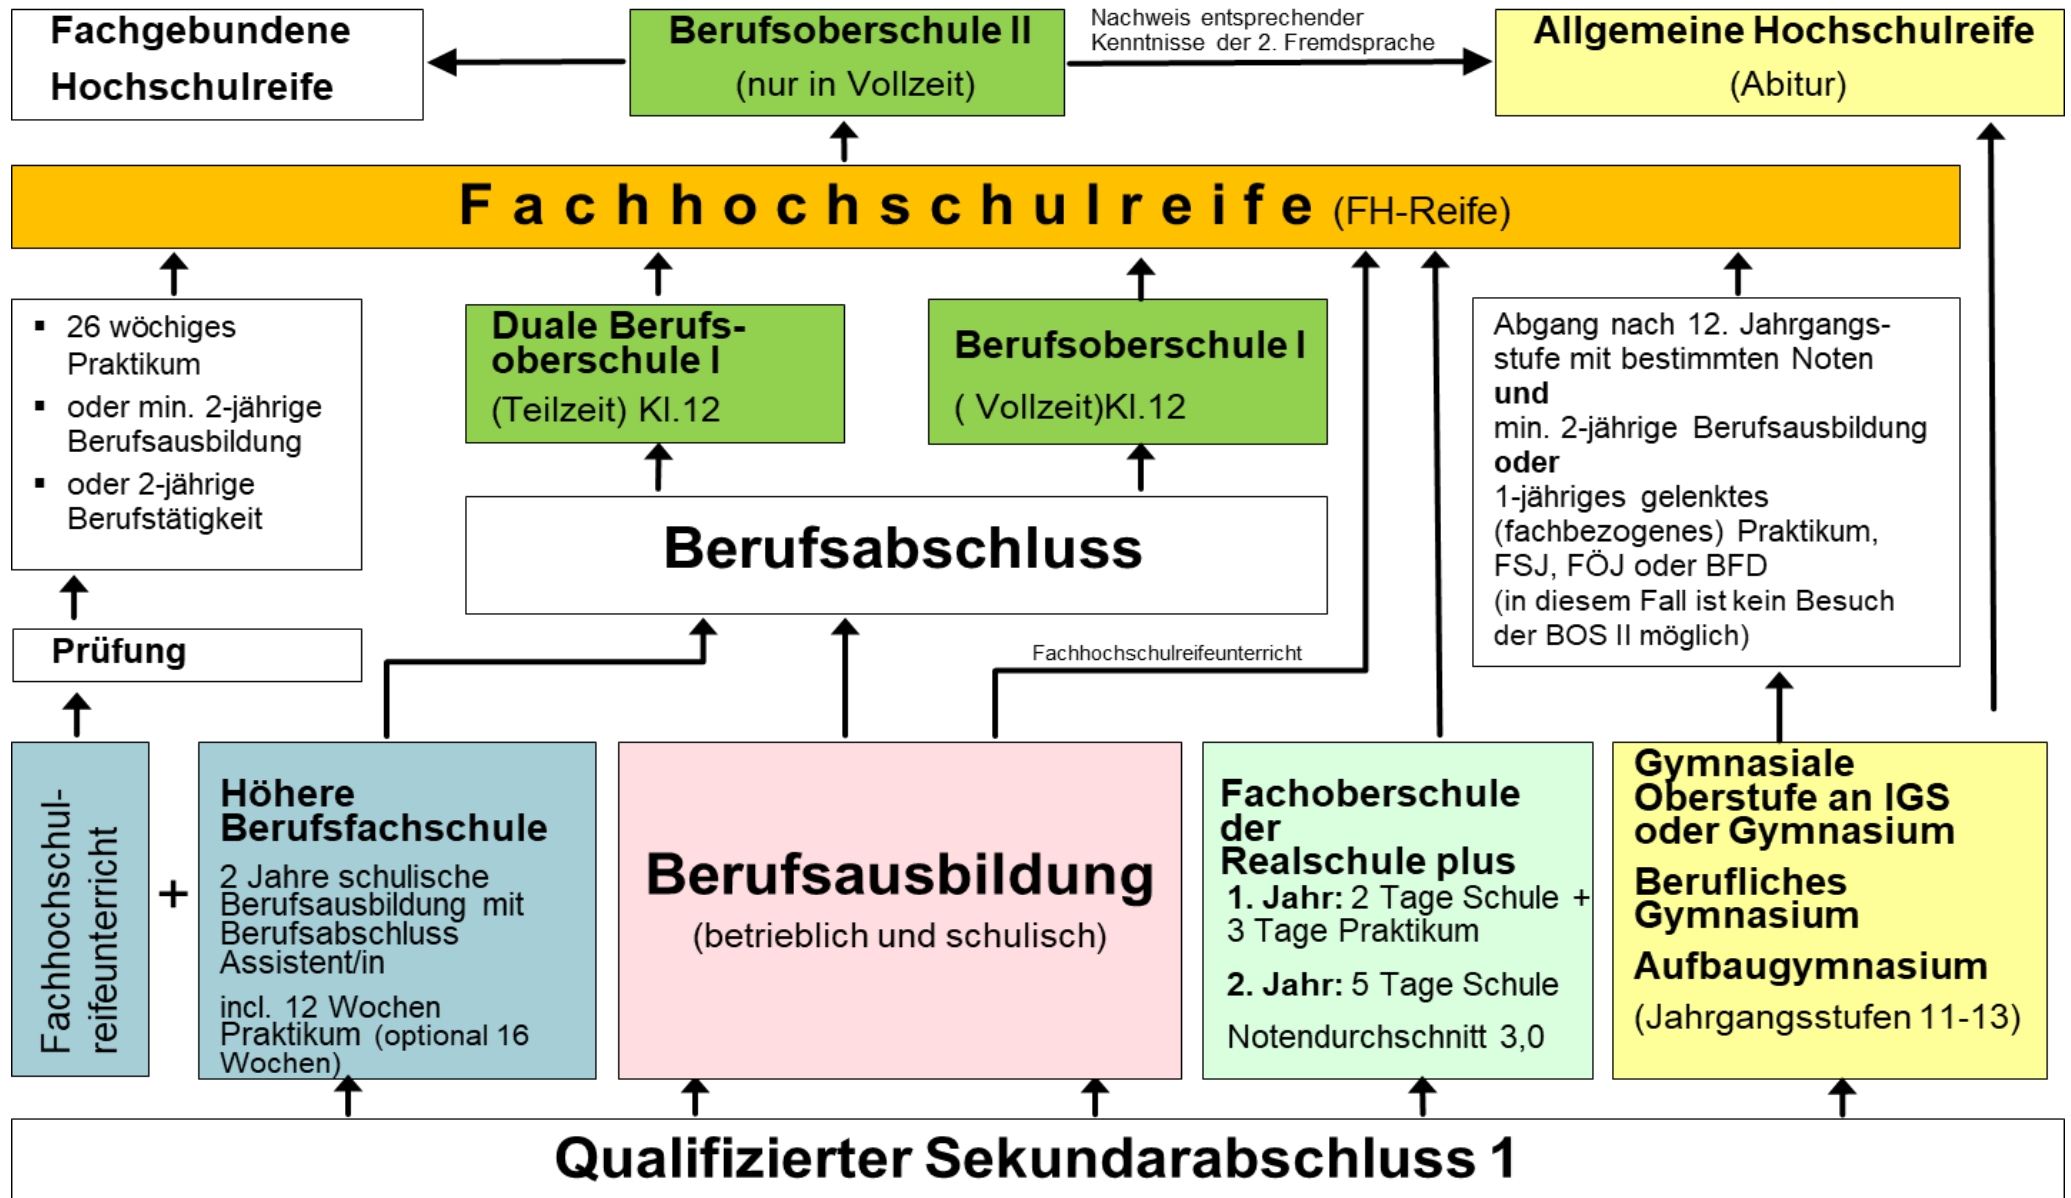 Fachgebundene
Hochschulreife
Berufsoberschule II
(nur in Vollzeit)
Nachweis entsprechender
Kenntnisse der 2. Fremdsprache
Allgemeine Hochschulreife
(Abitur)
Fachhochschulreife (FH-Reife)
▪ 26 wöchiges
Praktikum
▪ oder min. 2-jährige
Berufsausbildung
▪ oder 2-jährige
Berufstätigkeit
Duale Berufs-
oberschule I
(Teilzeit) Kl.12
Berufsoberschule I
( Vollzeit)Kl.12
Abgang nach 12. Jahrgangs-
stufe mit bestimmten Noten
und
min. 2-jährige Berufsausbildung
oder
1-jähriges gelenktes
(fachbezogenes) Praktikum,
FSJ, FÖJ oder BFD
(in diesem Fall ist kein Besuch
der BOS II möglich)
Berufsabschluss
Prüfung
Fachhochschulreifeunterricht
Fachhochschul-
reifeunterricht
+
Höhere
Berufsfachschule
2 Jahre schulische
Berufsausbildung mit
Berufsabschluss
Assistent/in
incl. 12 Wochen
Praktikum (optional 16
Wochen)
Berufsausbildung
(betrieblich und schulisch)
Fachoberschule
der
Realschule plus
1. Jahr: 2 Tage Schule +
3 Tage Praktikum
2. Jahr: 5 Tage Schule
Notendurchschnitt 3,0
Gymnasiale
Oberstufe an IGS
oder Gymnasium
Berufliches
Gymnasium
Aufbaugymnasium
(Jahrgangsstufen 11-13)
Qualifizierter Sekundarabschluss 1